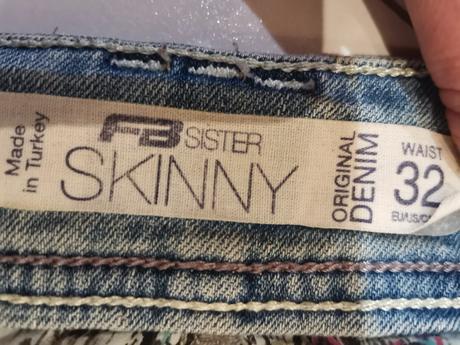 Made
in Turkey
FB SISTER
SKINNY
ORIGINAL
DENIM
WAIST
32